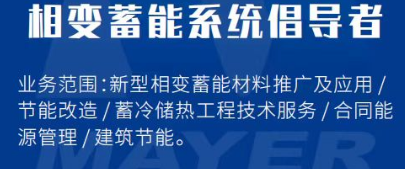 相变蓄能系统倡导者
业务范围:新型相变蓄能材料推广及应用 /
节能改造 / 蓄冷储热工程技术服务 / 合同能
源管理 / 建筑节能。
MAYER